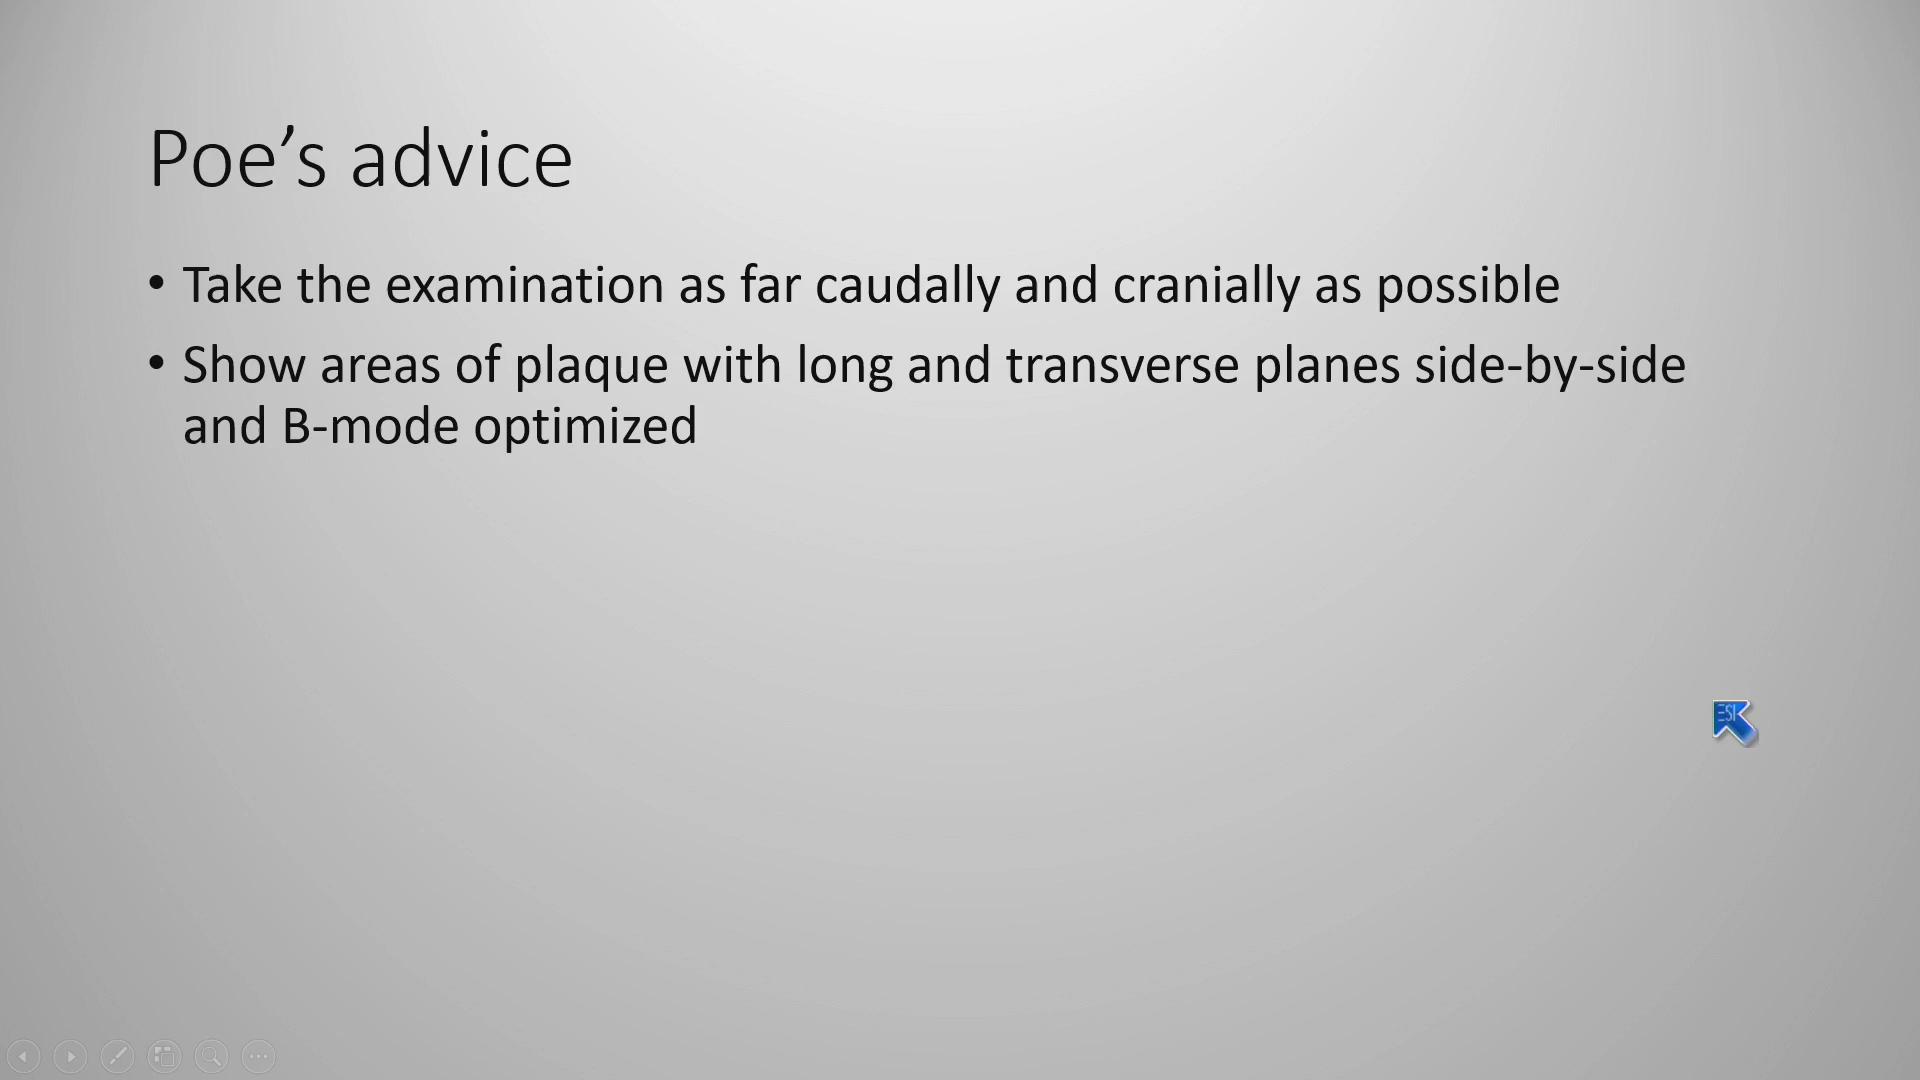 Poe’s advice
• Take the examination as far caudally and cranially as possible
• Show areas of plaque with long and transverse planes side-by-side
and B-mode optimized
ESI